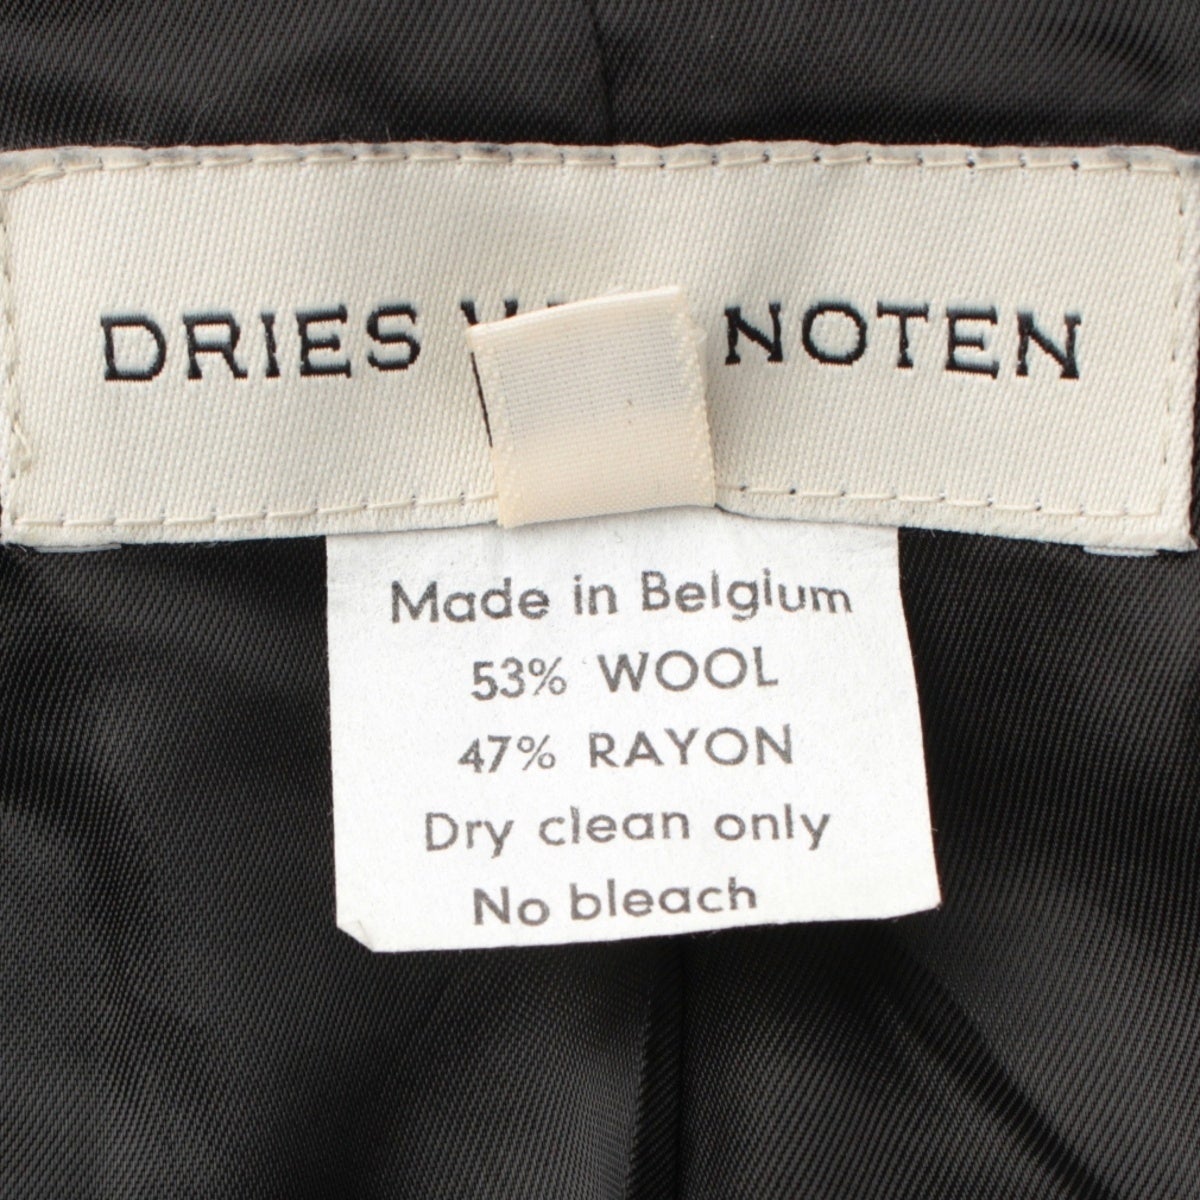 DRIES NOTEN
Made in Belgium
53% WOOL
47% RAYON
Dry clean only
No bleach